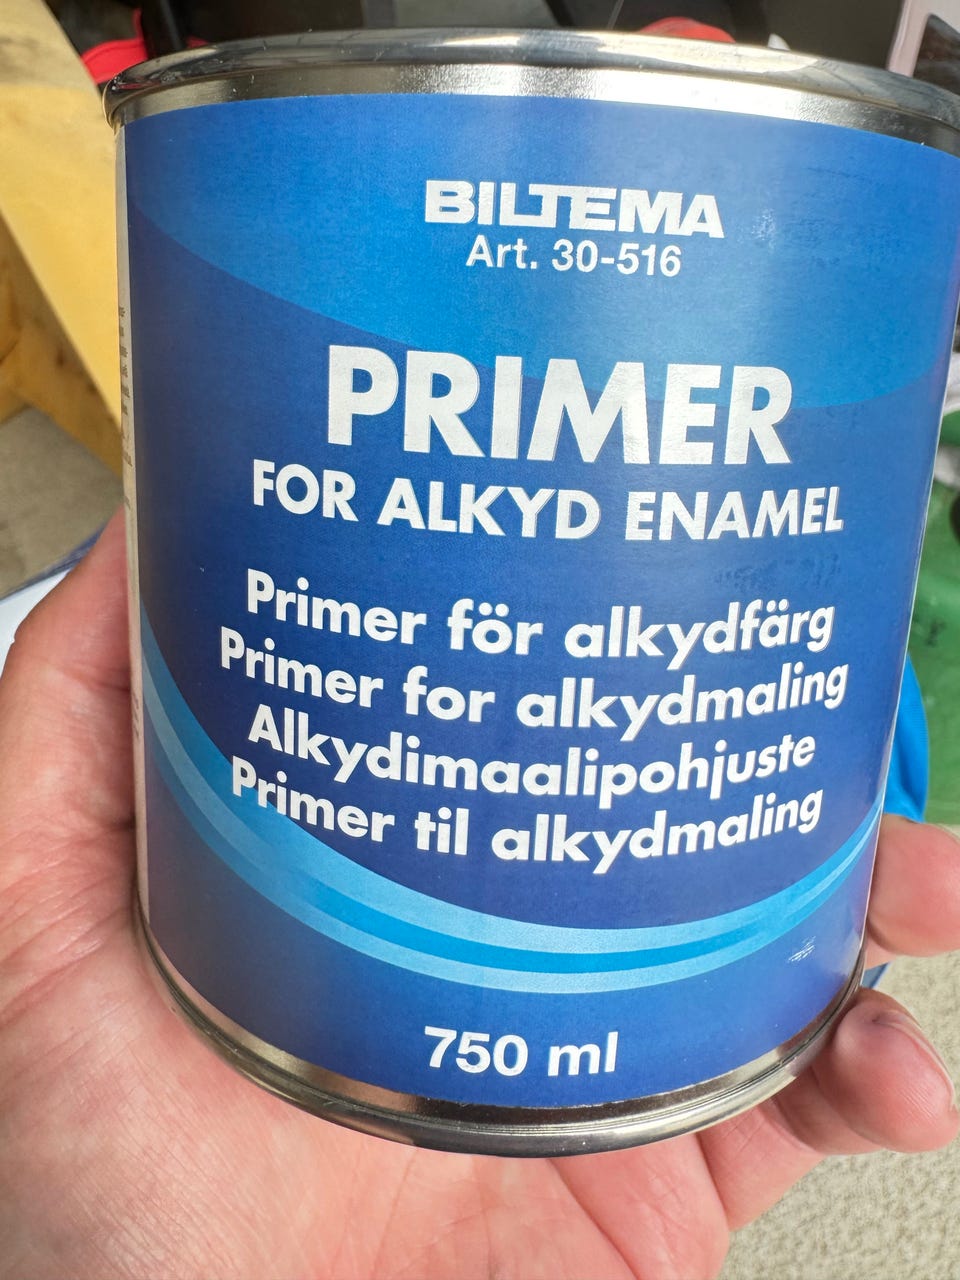 BILTEMA
Art. 30-516
PRIMER
FOR ALKYD ENAMEL
Primer för alkydfärg
Primer for alkydmaling
Alkydimaalipohjuste
Primer til alkydmaling
750 ml